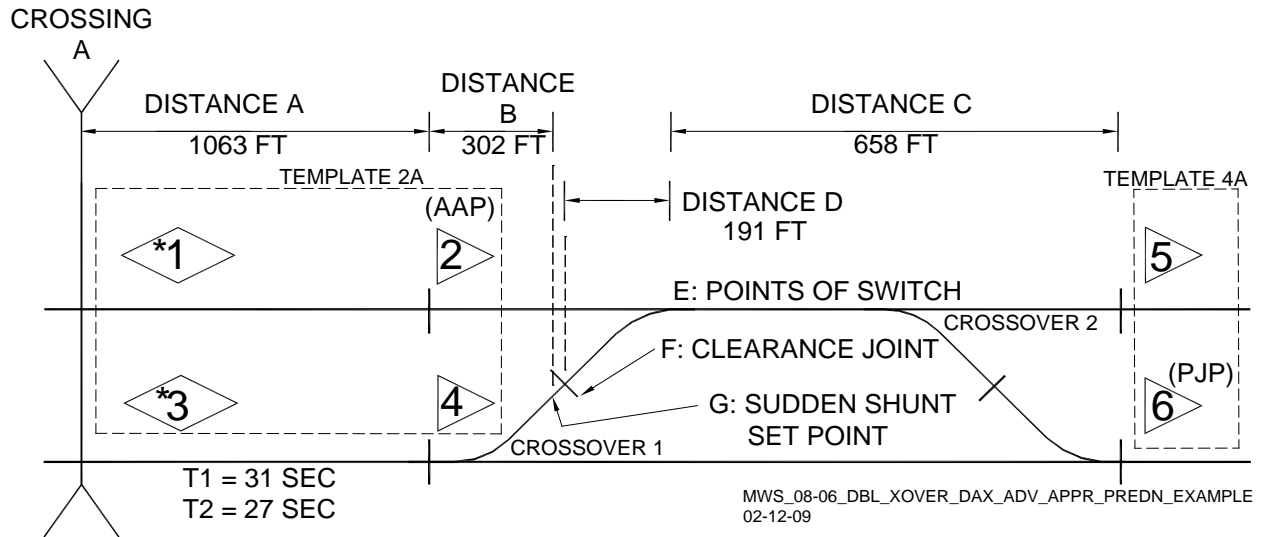 CROSSING
A
DISTANCE A
1063 FT
DISTANCE
B
302 FT
DISTANCE C
658 FT
TEMPLATE 2A
TEMPLATE 4A
(AAP)
DISTANCE D
191 FT
*1
2
5
E: POINTS OF SWITCH
CROSSOVER 2
F: CLEARANCE JOINT
(PJP)
*3
4
6
G: SUDDEN SHUNT
SET POINT
CROSSOVER 1
T1 = 31 SEC
T2 = 27 SEC
MWS_08-06_DBL_XOVER_DAX_ADV_APPR_PREDN_EXAMPLE
02-12-09